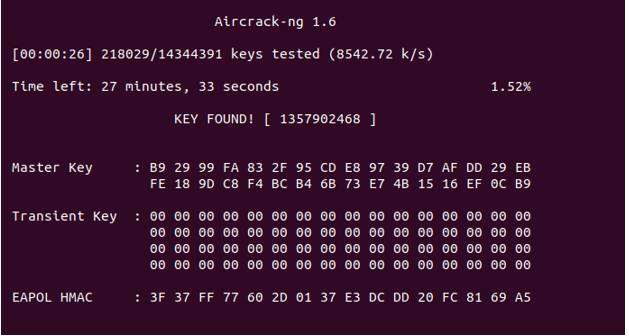 Aircrack-ng 1.6
[00:00:26] 218029/14344391 keys tested (8542.72 k/s)
Time left: 27 minutes, 33 seconds 1.52%
KEY FOUND! [ 1357902468 ]
Master Key : B9 29 99 FA 83 2F 95 CD E8 97 39 D7 AF DD 29 EB
FE 18 9D C8 F4 BC B4 6B 73 E7 4B 15 16 EF 0C B9
Transient Key : 00 00 00 00 00 00 00 00 00 00 00 00 00 00 00 00
00 00 00 00 00 00 00 00 00 00 00 00 00 00 00 00
00 00 00 00 00 00 00 00 00 00 00 00 00 00 00 00
00 00 00 00 00 00 00 00 00 00 00 00 00 00 00 00
EAPOL HMAC : 3F 37 FF 77 60 2D 01 37 E3 DC DD 20 FC 81 69 A5